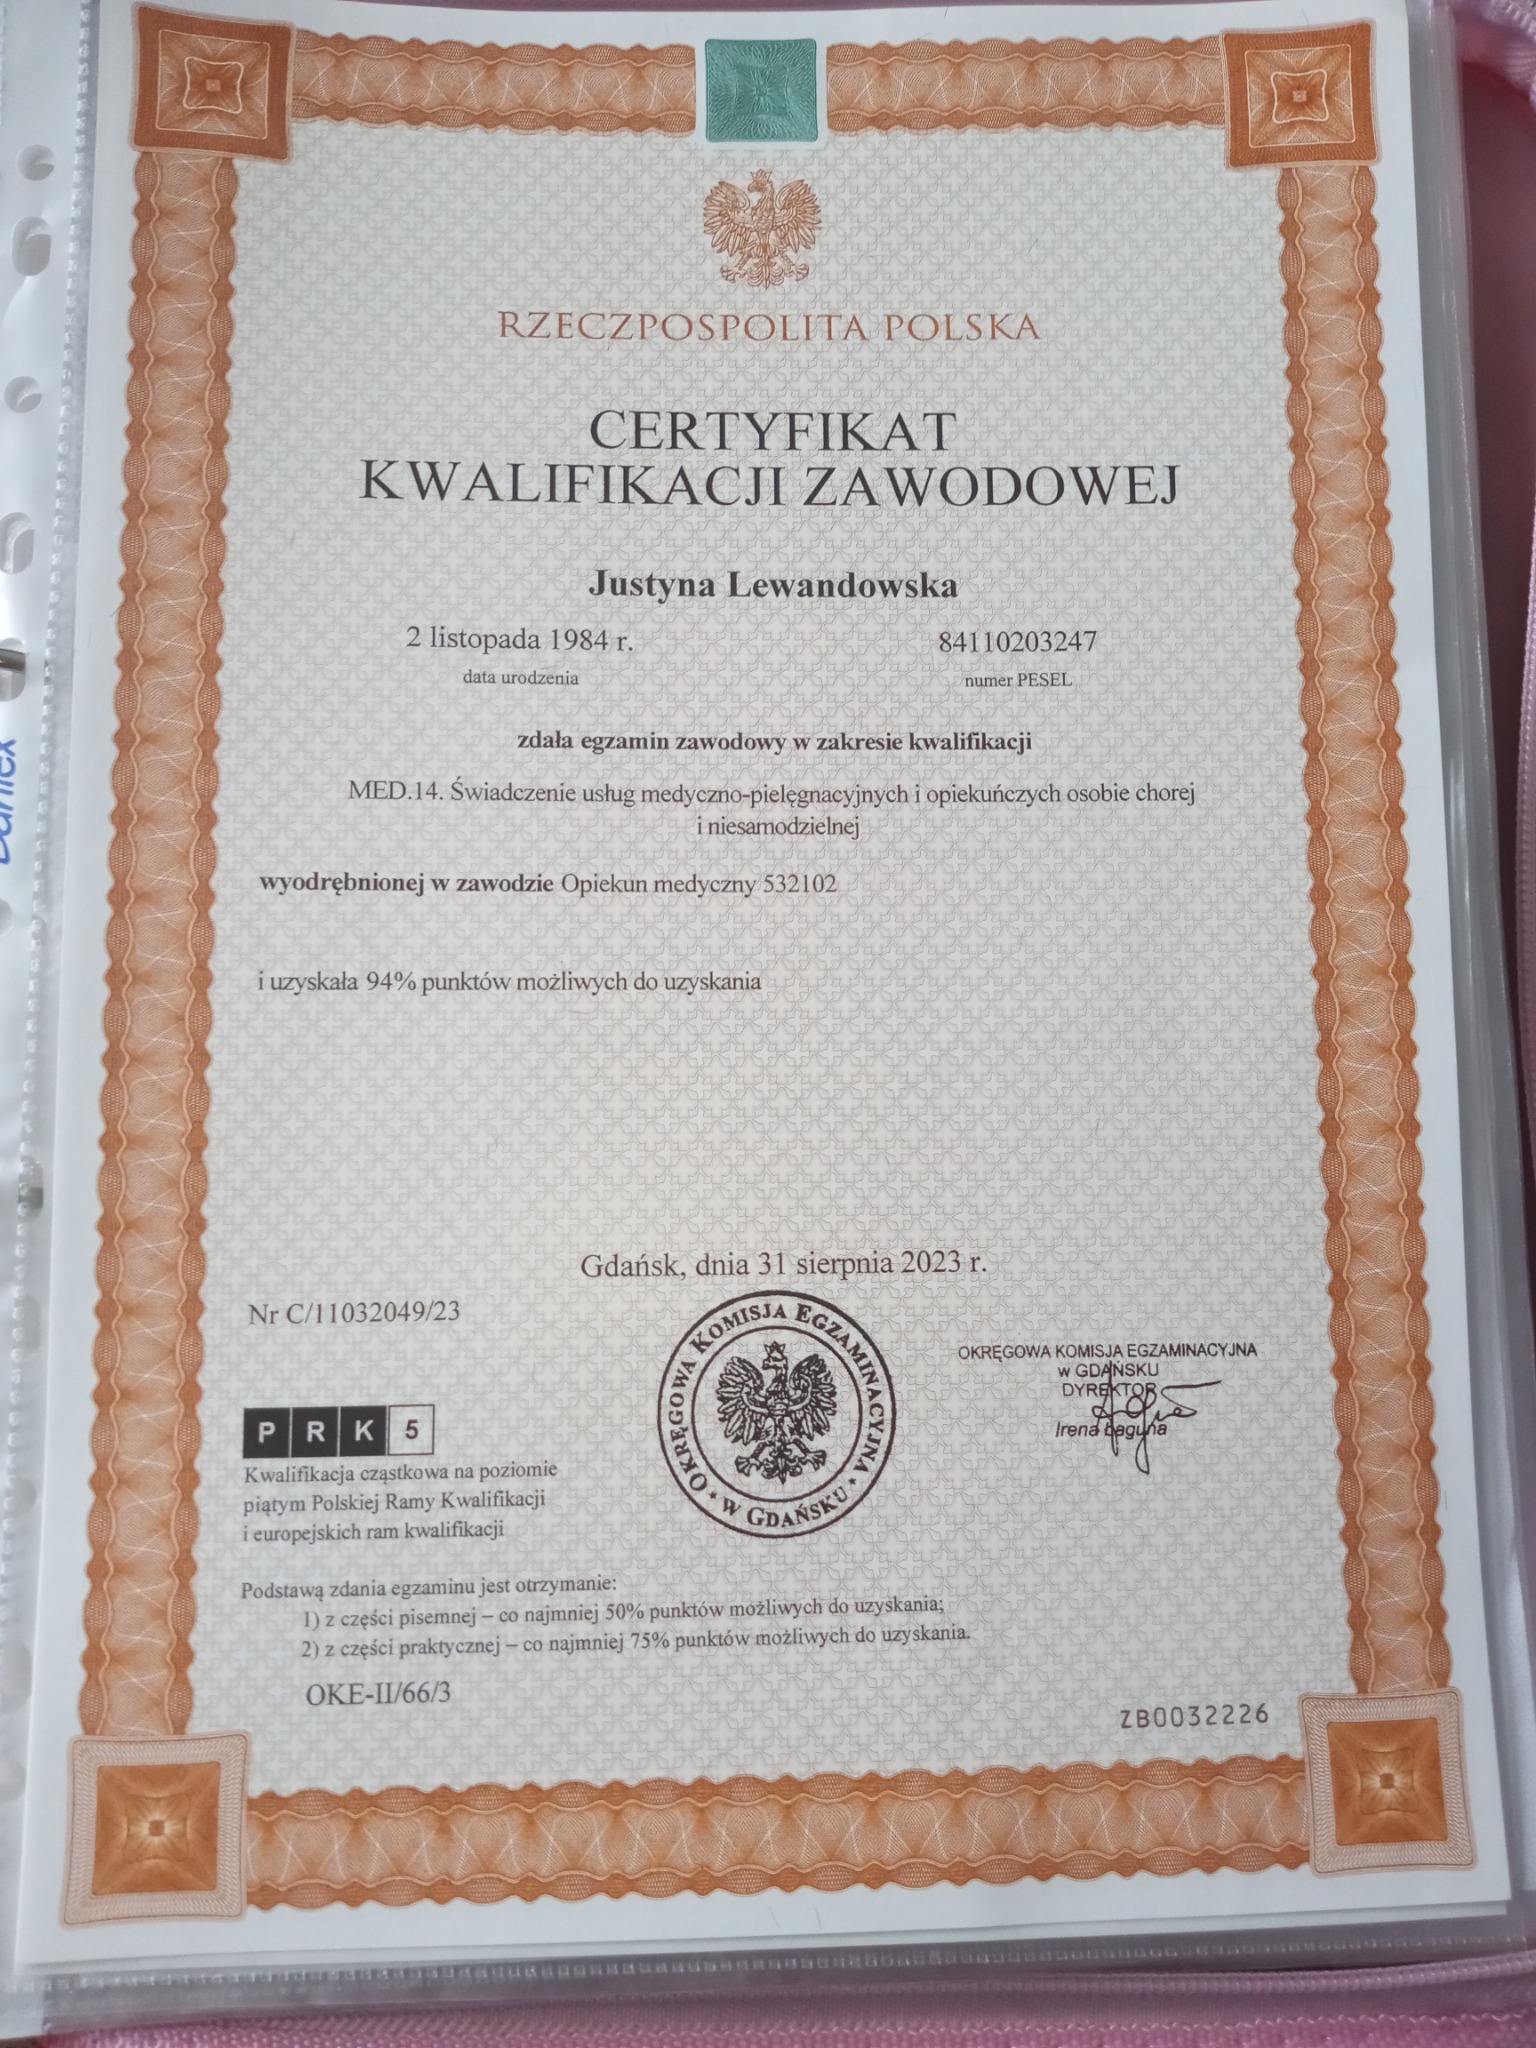 RZECZPOSPOLITA POLSKA
CERTYFIKAT
KWALIFIKACJI ZAWODOWEJ
Justyna Lewandowska
2 listopada 1984 r. 84110203247
data urodzenia numer PESEL
zdała egzamin zawodowy w zakresie kwalifikacji
MED.14. Świadczenie usług medyczno-pielęgnacyjnych i opiekuńczych osobie chorej
i niesamodzielnej
wyodrębnionej w zawodzie Opiekun medyczny 532102
i uzyskała 94% punktów możliwych do uzyskania
Gdańsk, dnia 31 sierpnia 2023 r.
Nr C/11032049/23
OKRĘGOWA KOMISJA EGZAMINACYJNA
W GDAŃSKU
OKRĘGOWA KOMISJA EGZAMINACYJNA
w GDAŃSKU
DYREKTOR
Irena Łaguna
PRK 5
Kwalifikacja cząstkowa na poziomie
piątym Polskiej Ramy Kwalifikacji
i europejskich ram kwalifikacji
Podstawą zdania egzaminu jest otrzymanie:
1) z części pisemnej – co najmniej 50% punktów możliwych do uzyskania;
2) z części praktycznej – co najmniej 75% punktów możliwych do uzyskania.
OKE-II/66/3
ZB0032226